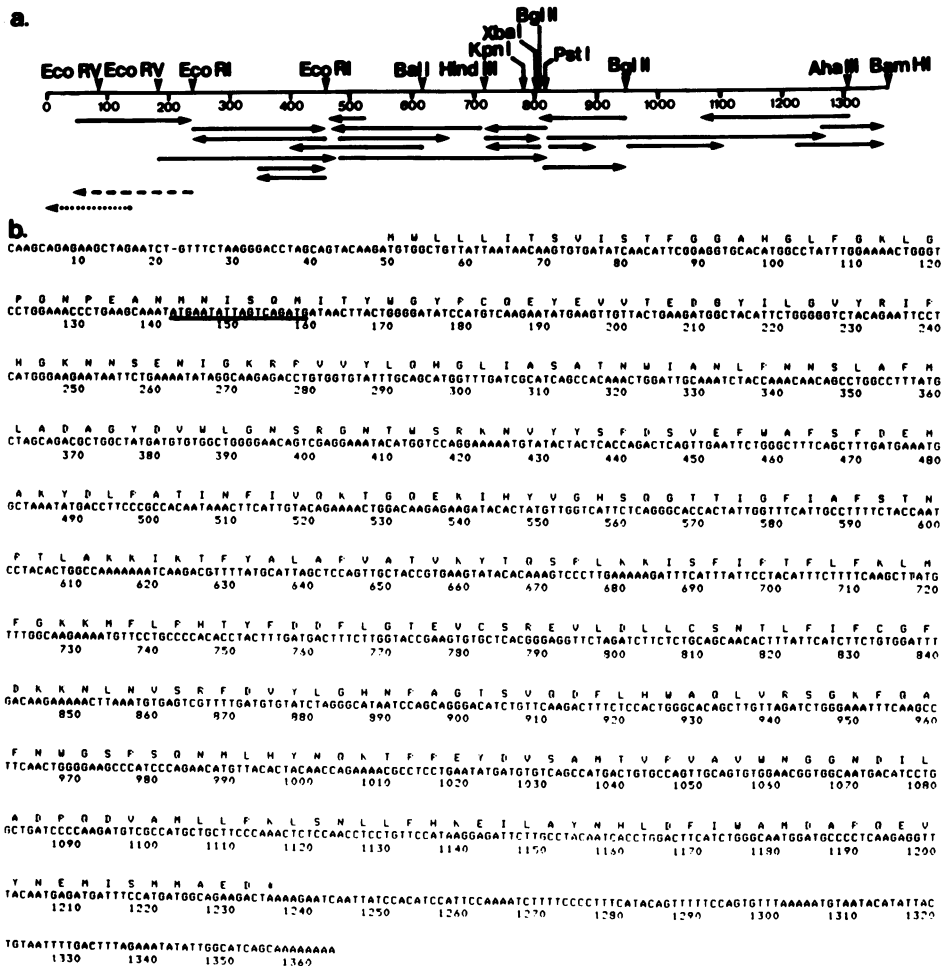 a.
Bgl II
Xba I
Kpn I Pst I
Eco RV Eco RV Eco RI Eco RI Bal I Hind III Bgl II Aha III Bam HI
0 100 200 300 400 500 600 700 800 900 1000 1100 1200 1300
b.
M W L L L I T S V I S T F G G A H G L F G K L G
CAAGCAGAGAAGCTAGAATCT-GTTTCTAAGGGACCTAGCAGTACAAGATGTGGCTGTTATTAATAACAAGTGTGATATCAACATTCGGAGGTGCACATGGCCTATTTGGAAAACTGGGT
10 20 30 40 50 60 70 80 90 100 110 120
P G N P E A N M N I S Q M I T Y W G Y P C Q E Y E V V T E D G Y I L G V Y R I P
CCTGGAAACCCTGAAGCAAATATGAATATTAGTCAGATGATAACTTACTGGGGATATCCATGTCAAGAATATGAAGTTGTTACTGAAGATGGCTACATTCTGGGGGTCTACAGAATTCCT
130 140 150 160 170 180 190 200 210 220 230 240
H G K N N S E N I G K R P V V Y L Q H G L I A S A T N W I A N L P N N S L A F M
CATGGGAAGAATAATTCTGAAAATATAGGCAAGAGACCTGTGGTGTATTTGCAGCATGGTTTGATCGCATCAGCCACAAACTGGATTGCAAATCTACCAAACAACAGCCTGGCCTTTATG
250 260 270 280 290 300 310 320 330 340 350 360
L A D A G Y D V W L G N S R G N T W S R K N V Y Y S P D S V E F W A F S F D E M
CTAGCAGACGCTGGCTATGATGTGTGGCTGGGGAACAGTCGAGGAAATACATGGTCCAGGAAAAATGTATACTACTCACCAGACTCAGTTGAATTCTGGGCTTTCAGCTTTGATGAAATG
370 380 390 400 410 420 430 440 450 460 470 480
A K Y D L P A T I N F I V Q K T G Q E K I H Y V G H S Q G T T I G F I A F S T N
GCTAAATATGACCTTCCCGCCACAATAAACTTCATTGTACAGAAAACTGGACAAGAGAAGATACACTATGTTGGTCATTCTCAGGGCACCACTATTGGTTTCATTGCCTTTTCTACCAAT
490 500 510 520 530 540 550 560 570 580 590 600
P T L A K K I K T F Y A L A P V A T V K Y T Q S P L K K I S F I P T F L F K L M
CCTACACTGGCCAAAAAAATCAAGACGTTTTATGCATTAGCTCCAGTTGCTACCGTGAAGTATACACAAAGTCCCTTGAAAAAGATTTCATTTATTCCTACATTTCTTTTCAAGCTTATG
610 620 630 640 650 660 670 680 690 700 710 720
F G K K M F L P H T Y F D D F L G T E V C S R E V L D L L C S N T L F I F C G F
TTTGGCAAGAAAATGTTCCTGCCCCACACCTACTTTGATGACTTTCTTGGTACCGAAGTGTGCTCACGGGAGGTTCTAGATCTTCTCTGCAGCAACACTTTATTCATCTTCTGTGGATTT
730 740 750 760 770 780 790 800 810 820 830 840
D K K N L N V S R F D V Y L G H N P A G T S V Q D F L H W A Q L V R S G K F Q A
GACAAGAAAAACTTAAATGTGAGTCGTTTTGATGTGTATCTAGGGCATAATCCAGCAGGGACATCTGTTCAAGACTTTCTCCACTGGGCACAGCTTGTTAGATCTGGGAAATTTCAAGCC
850 860 870 880 890 900 910 920 930 940 950 960
F N W G S P S Q N M L H Y N Q K T P P E Y D V S A M T V P V A V W N G G N D I L
TTCAACTGGGGAAGCCCATCCCAGAACATGTTACACTACAACCAGAAAACGCCTCCTGAATATGATGTGTCAGCCATGACTGTGCCAGTTGCAGTGTGGAACGGTGGCAATGACATCCTG
970 980 990 1000 1010 1020 1030 1040 1050 1060 1070 1080
A D P Q D V A M L L P K L S N L L F H K E I L A Y N H L D F I W A M D A P Q E V
GCTGATCCCCAAGATGTCGCCATGCTGCTTCCCAAACTCTCCAACCTCCTGTTCCATAAGGAGATTCTTGCCTACAATCACCTGGACTTCATCTGGGCAATGGATGCCCCTCAAGAGGTT
1090 1100 1110 1120 1130 1140 1150 1160 1170 1180 1190 1200
Y N E M I S M M A E D *
TACAATGAGATGATTTCCATGATGGCAGAAGACTAAAAGAATCAATTATCCACATCCATTCCAAAATCTTTTCCCCTTTCATACAGTTTTTCCAGTGTTTAAAAATGTAATACATATTAC
1210 1220 1230 1240 1250 1260 1270 1280 1290 1300 1310 1320
TGTAATTTTGACTTTAGAAATATATTGGCATCAGCAAAAAAAA
1330 1340 1350 1360